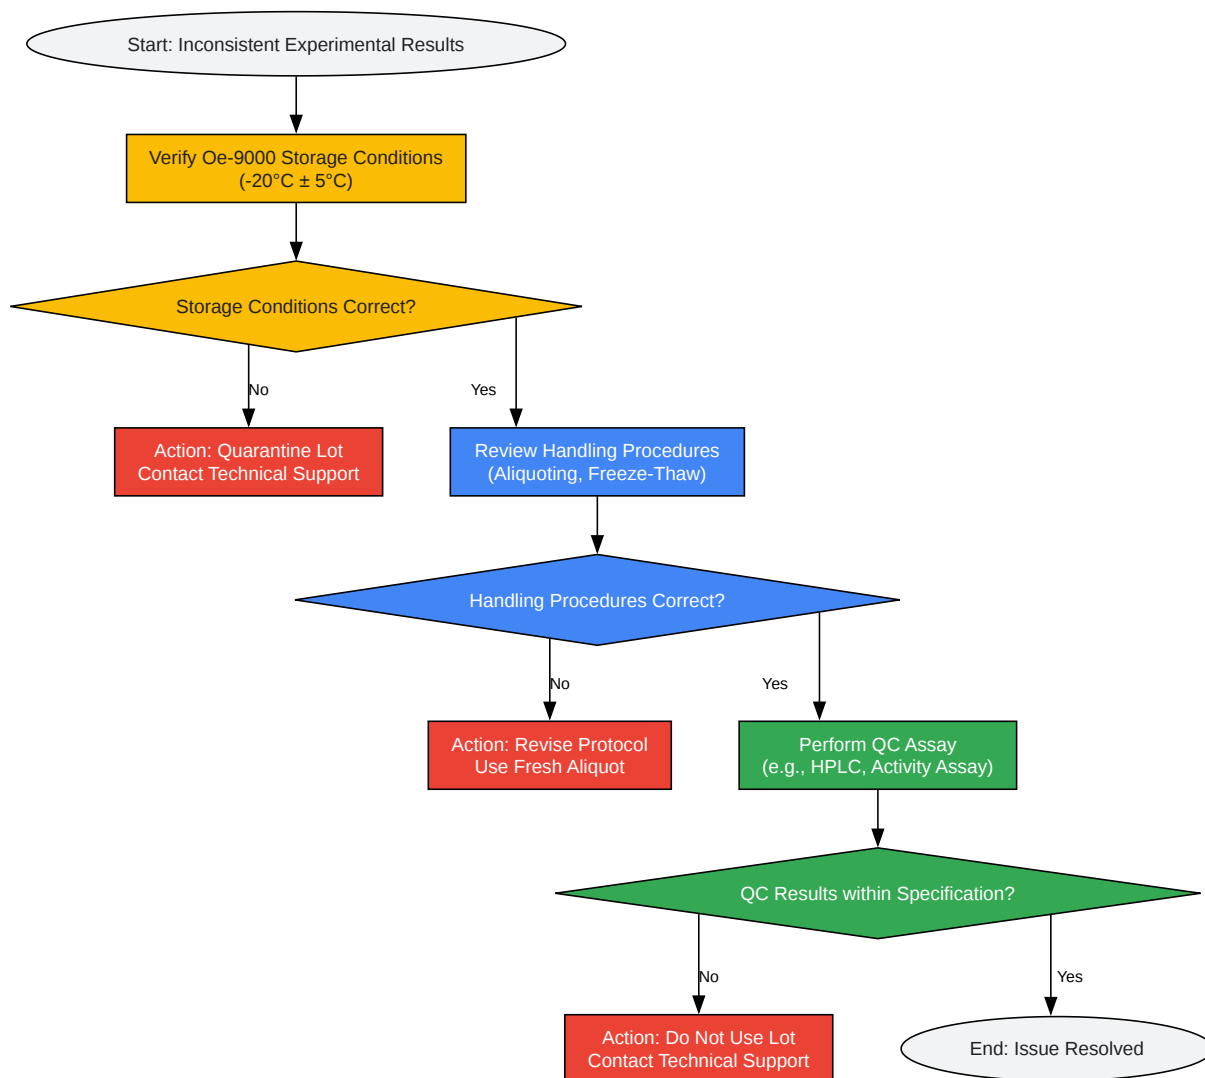 Start: Inconsistent Experimental Results
Verify Oe-9000 Storage Conditions
(-20°C ± 5°C)
Storage Conditions Correct?
No
Yes
Action: Quarantine Lot
Contact Technical Support
Review Handling Procedures
(Aliquoting, Freeze-Thaw)
Handling Procedures Correct?
No
Yes
Action: Revise Protocol
Use Fresh Aliquot
Perform QC Assay
(e.g., HPLC, Activity Assay)
QC Results within Specification?
No
Yes
Action: Do Not Use Lot
Contact Technical Support
End: Issue Resolved